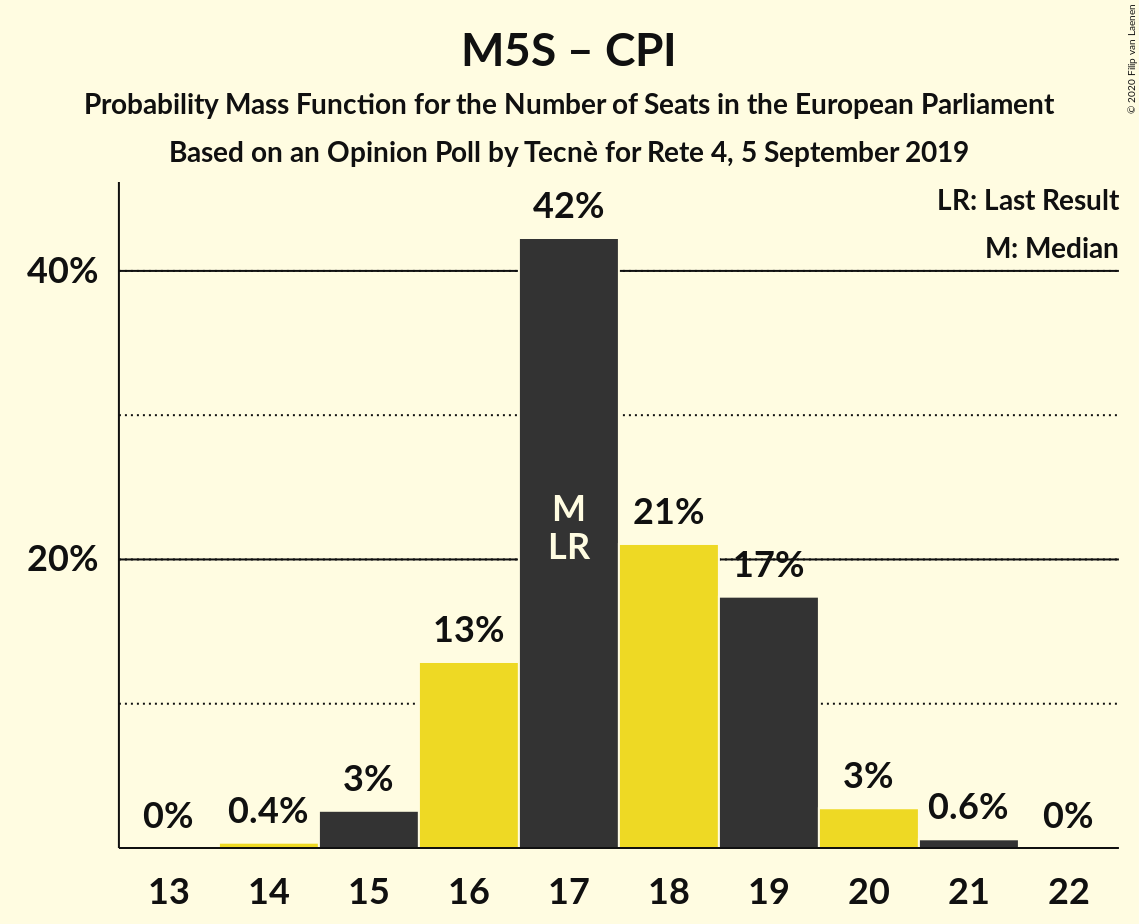 M5S – CPI
Probability Mass Function for the Number of Seats in the European Parliament
Based on an Opinion Poll by Tecnè for Rete 4, 5 September 2019
© 2020 Filip van Laenen
LR: Last Result
M: Median
40%
20%
0%
0.4%
3%
13%
42%
M
LR
21%
17%
3%
0.6%
0%
13 14 15 16 17 18 19 20 21 22